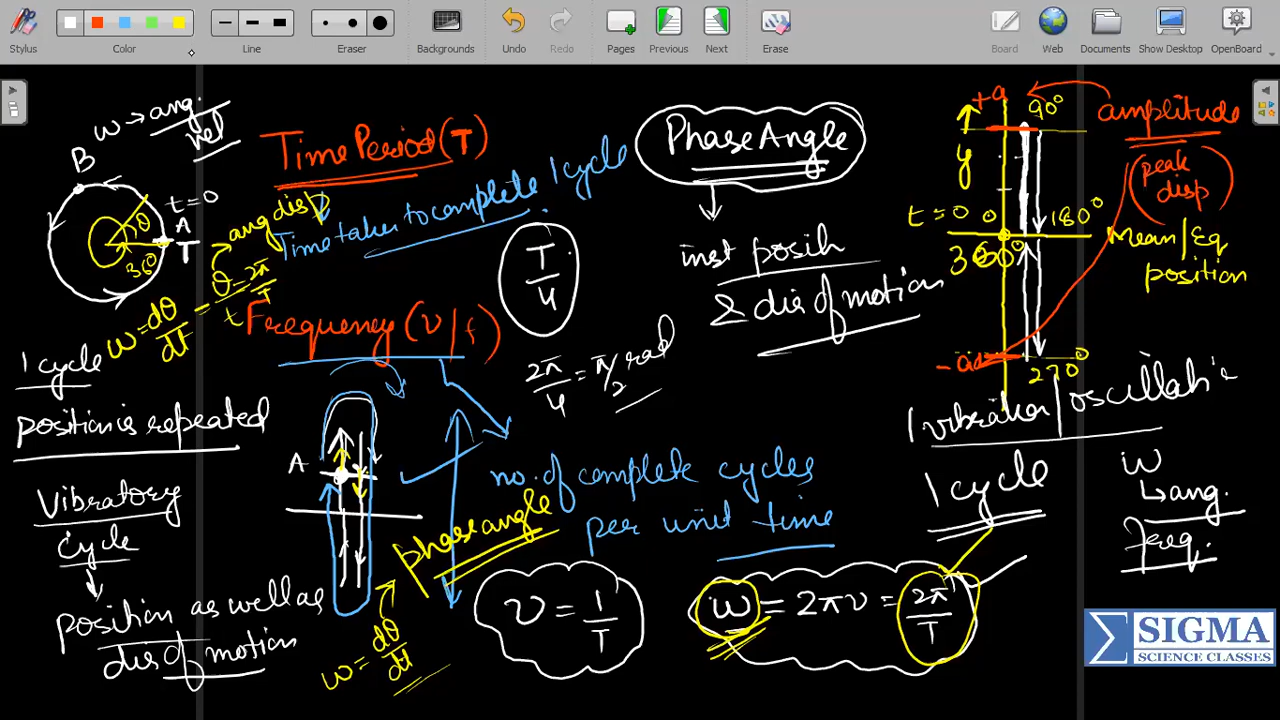 Stylus
Color
Line
Eraser
Backgrounds
Undo
Redo
Pages
Previous
Next
Erase
Board
Web
Documents
Show Desktop
OpenBoard
ω → ang.
vel
B
t=0
A
T
θ
360°
ang disp
ω = dθ/dt = θ/t = 2π/T
1 cycle
position is repeated
Vibratory
Cycle
position as well as
dir of motion
Time Period (T)
Time taken to complete 1 cycle
T/4
2π/4 = π/2 rad
Frequency (ν/f)
A
no. of complete cycles
per unit time
phase angle
ω = dθ/dt
ν = 1/T
ω = 2πν = 2π/T
Phase Angle
inst posin
& dir of motion
+a
90°
amplitude
(peak
disp)
y
t=0
0
180°
360°
Mean/Eq
position
-a
270°
1 vibration/oscillation
1 cycle
ω
↳ang.
freq.
SIGMA
SCIENCE CLASSES